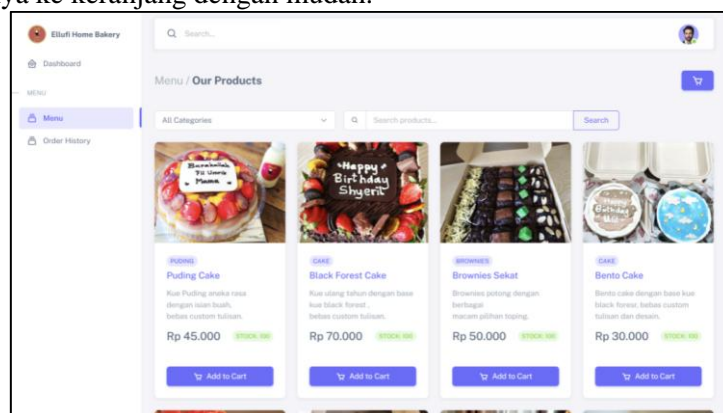 ya ke keranjang dengan mudah.
Ellufi Home Bakery
Search...
Dashboard
MENU
Menu
Order History
Menu / Our Products
All Categories
Search products...
Search
Barakallah
Fii Umrik
Mama
Happy
Birthday
Shyeril
Happy
Birthday
PUDING
Puding Cake
Kue Puding aneka rasa
dengan isian buah,
bebas custom tulisan.
Rp 45.000
STOCK: 100
Add to Cart
CAKE
Black Forest Cake
Kue ulang tahun dengan base
kue black forest ,
bebas custom tulisan.
Rp 70.000
STOCK: 100
Add to Cart
BROWNIES
Brownies Sekat
Brownies potong dengan
berbagai
macam pilihan toping.
Rp 50.000
STOCK: 100
Add to Cart
CAKE
Bento Cake
Bento cake dengan base kue
black forest, bebas custom
tulisan dan desain.
Rp 30.000
STOCK: 100
Add to Cart